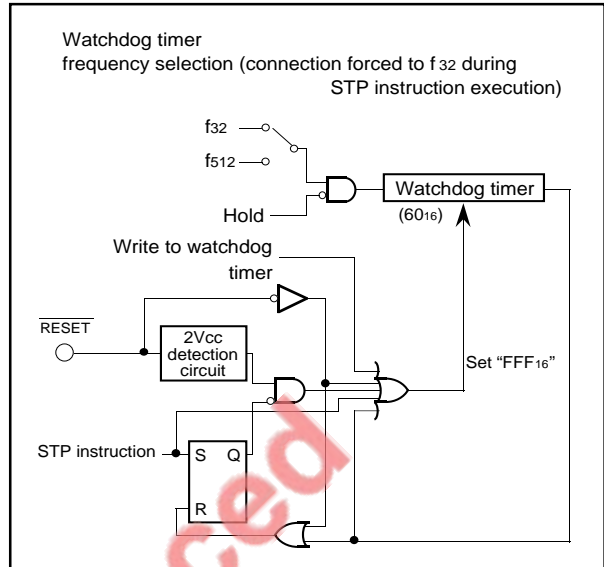 Watchdog timer
frequency selection (connection forced to f32 during
STP instruction execution)
f32
f512
Hold
Watchdog timer
(6016)
Write to watchdog
timer
RESET
2Vcc
detection
circuit
Set “FFF16”
STP instruction
S Q
R
ced